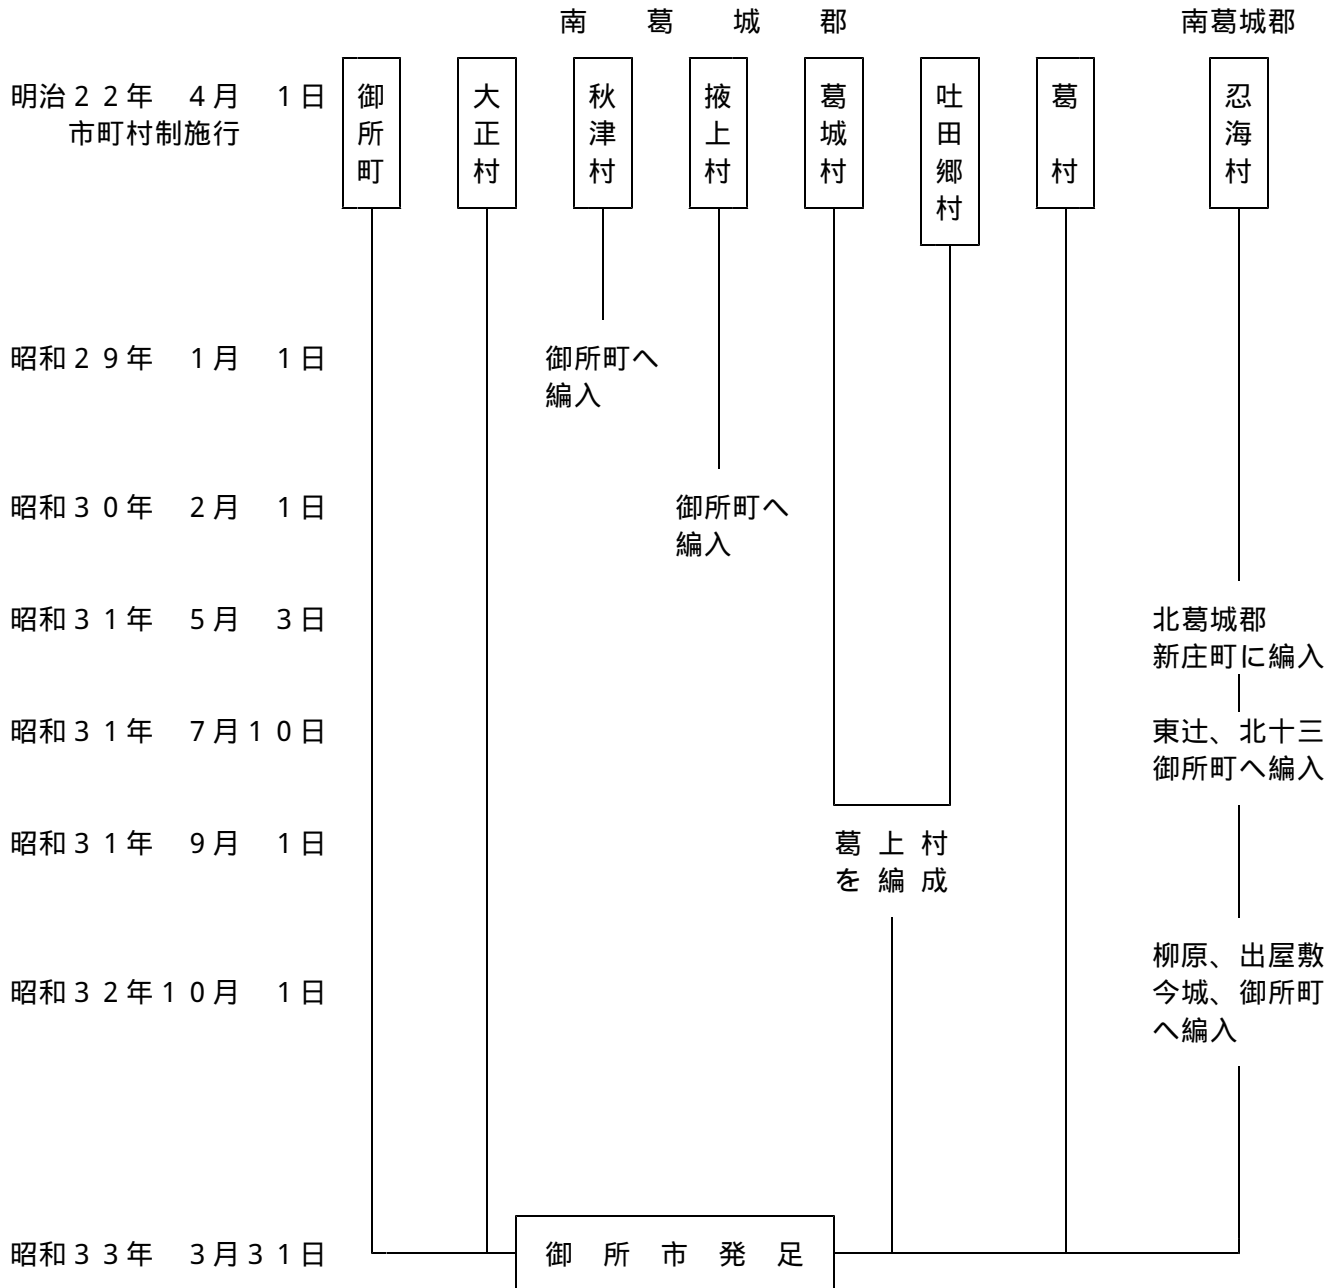 南葛城郡 南葛城郡
明治22年 4月 1日
市町村制施行
御所町
大正村
秋津村
掖上村
葛城村
吐田郷村
葛村
忍海村
昭和29年 1月 1日
御所町へ
編入
昭和30年 2月 1日
御所町へ
編入
昭和31年 5月 3日
北葛城郡
新庄町に編入
昭和31年 7月10日
東辻、北十三
御所町へ編入
昭和31年 9月 1日
葛上村
を編成
昭和32年10月 1日
柳原、出屋敷
今城、御所町
へ編入
昭和33年 3月31日
御所市発足